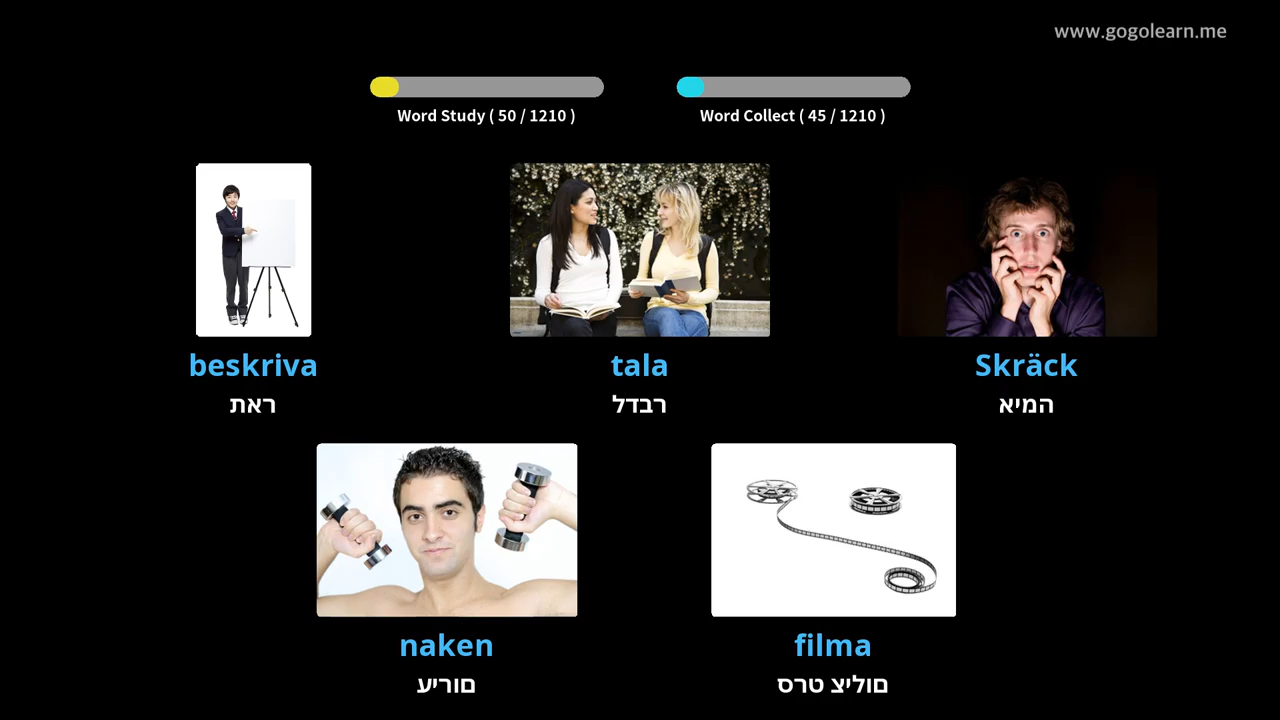 www.gogolearn.me
Word Study ( 50 / 1210 )
Word Collect ( 45 / 1210 )
beskriva
ראת
tala
רבדל
Skräck
המיא
naken
םוריע
filma
םוליצ טרס